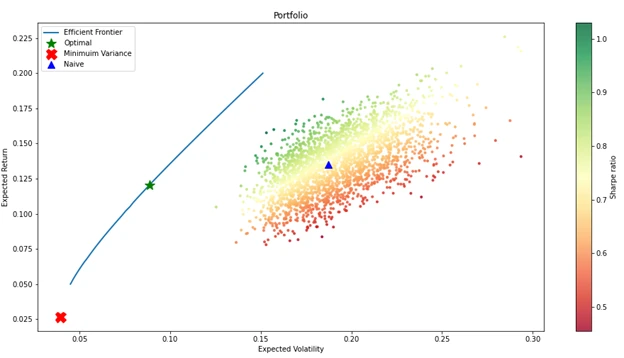 Portfolio
Efficient Frontier
Optimal
Minimuim Variance
Naive
Expected Return
0.225
0.200
0.175
0.150
0.125
0.100
0.075
0.050
0.025
0.05
0.10
0.15
0.20
0.25
0.30
Expected Volatility
1.0
0.9
0.8
0.7
0.6
0.5
Sharpe ratio